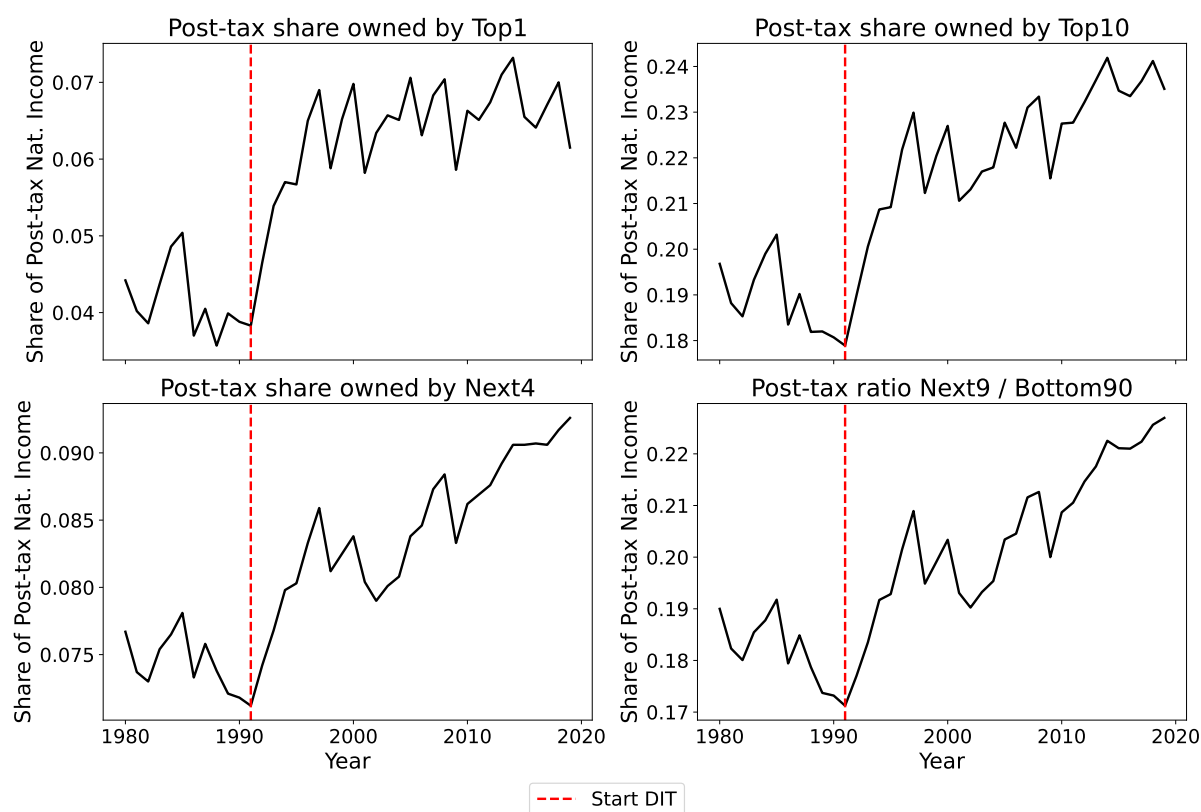 Post-tax share owned by Top1
Share of Post-tax Nat. Income
0.07
0.06
0.05
0.04
Post-tax share owned by Top10
Share of Post-tax Nat. Income
0.24
0.23
0.22
0.21
0.20
0.19
0.18
Post-tax share owned by Next4
Share of Post-tax Nat. Income
0.090
0.085
0.080
0.075
1980 1990 2000 2010 2020
Year
Post-tax ratio Next9 / Bottom90
Share of Post-tax Nat. Income
0.22
0.21
0.20
0.19
0.18
0.17
1980 1990 2000 2010 2020
Year
Start DIT